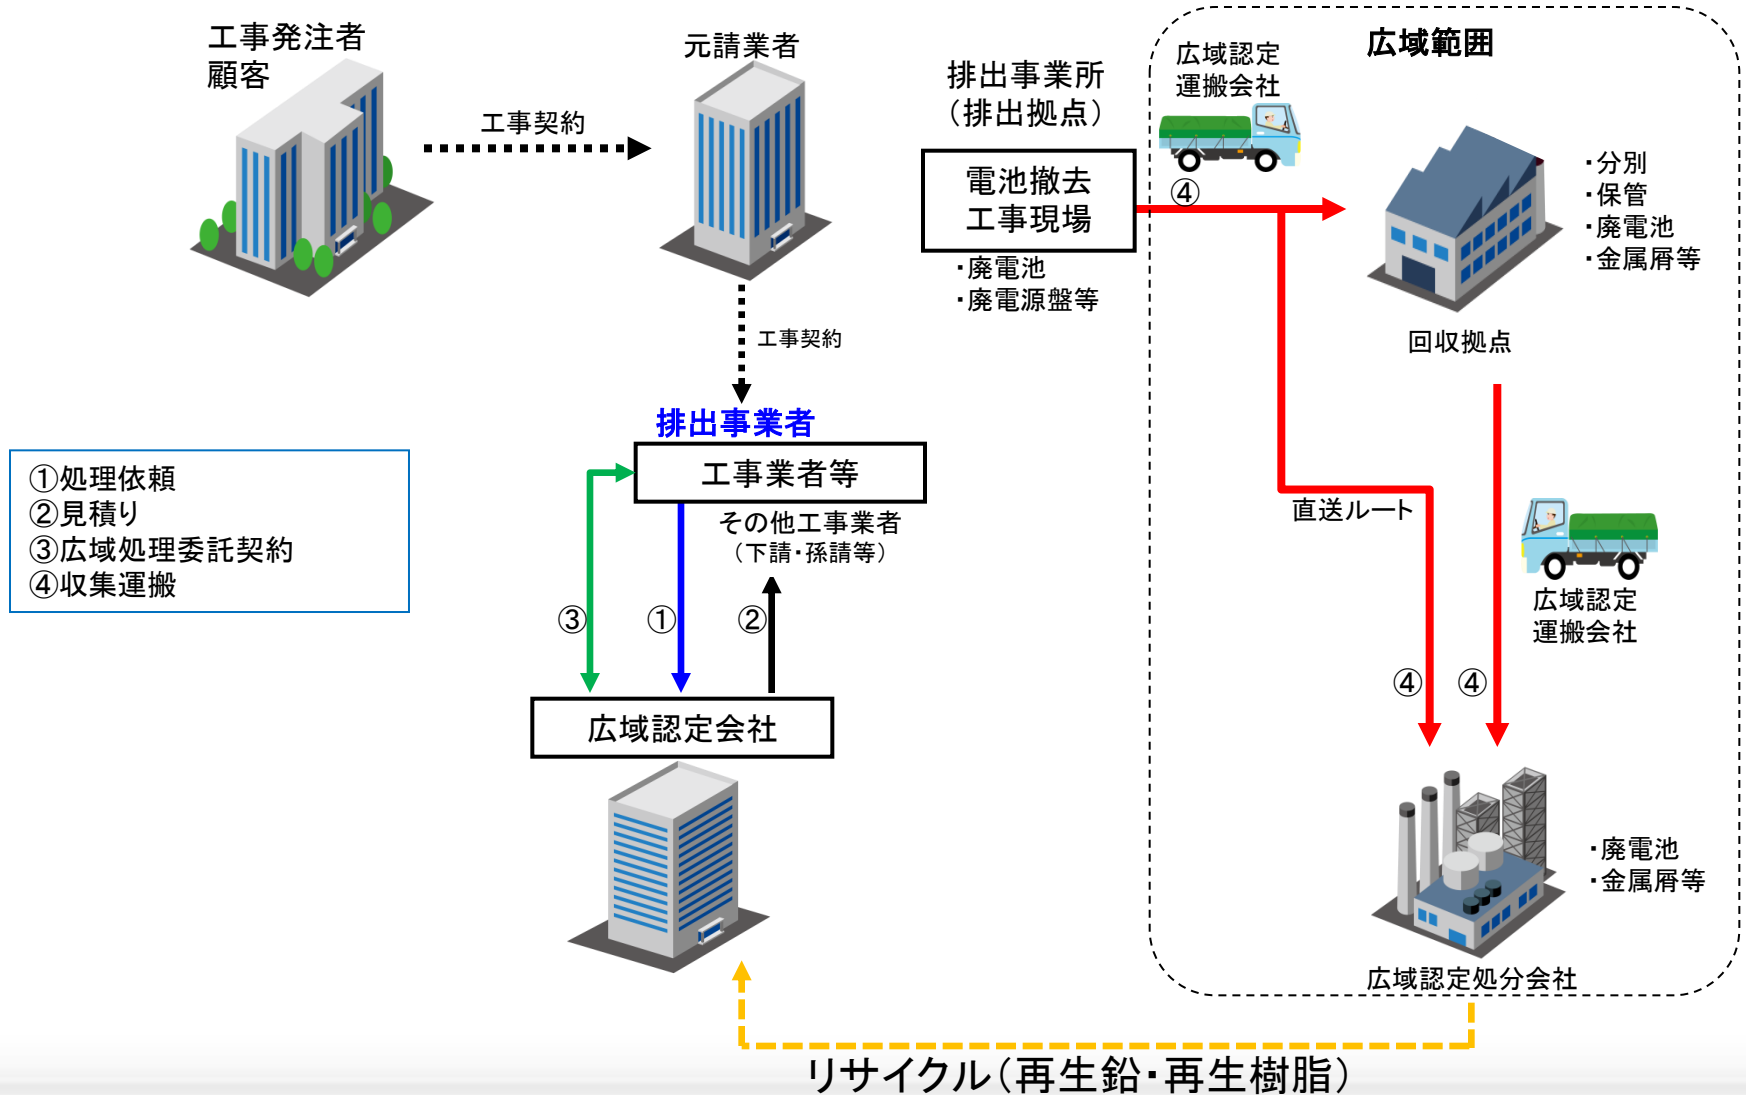 工事発注者
顧客
工事契約
元請業者
工事契約
排出事業者
工事業者等
その他工事業者
（下請・孫請等）
①処理依頼
②見積り
③広域処理委託契約
④収集運搬
③
①
②
広域認定会社
排出事業所
（排出拠点）
電池撤去
工事現場
・廃電池
・廃電源盤等
広域範囲
広域認定
運搬会社
④
・分別
・保管
・廃電池
・金属屑等
回収拠点
直送ルート
広域認定
運搬会社
④
④
・廃電池
・金属屑等
広域認定処分会社
リサイクル（再生鉛・再生樹脂）